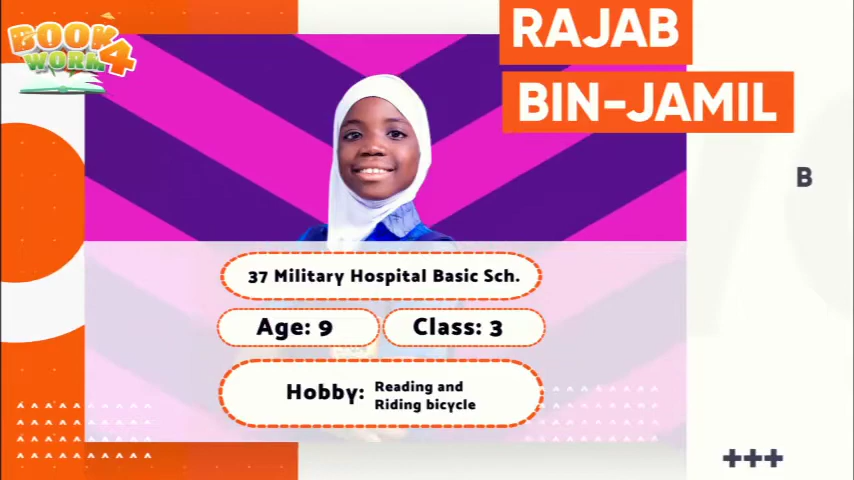 BOOK
WORM 4
RAJAB
BIN-JAMIL
B
37 Military Hospital Basic Sch.
Age: 9
Class: 3
Hobby: Reading and
Riding bicycle
+++